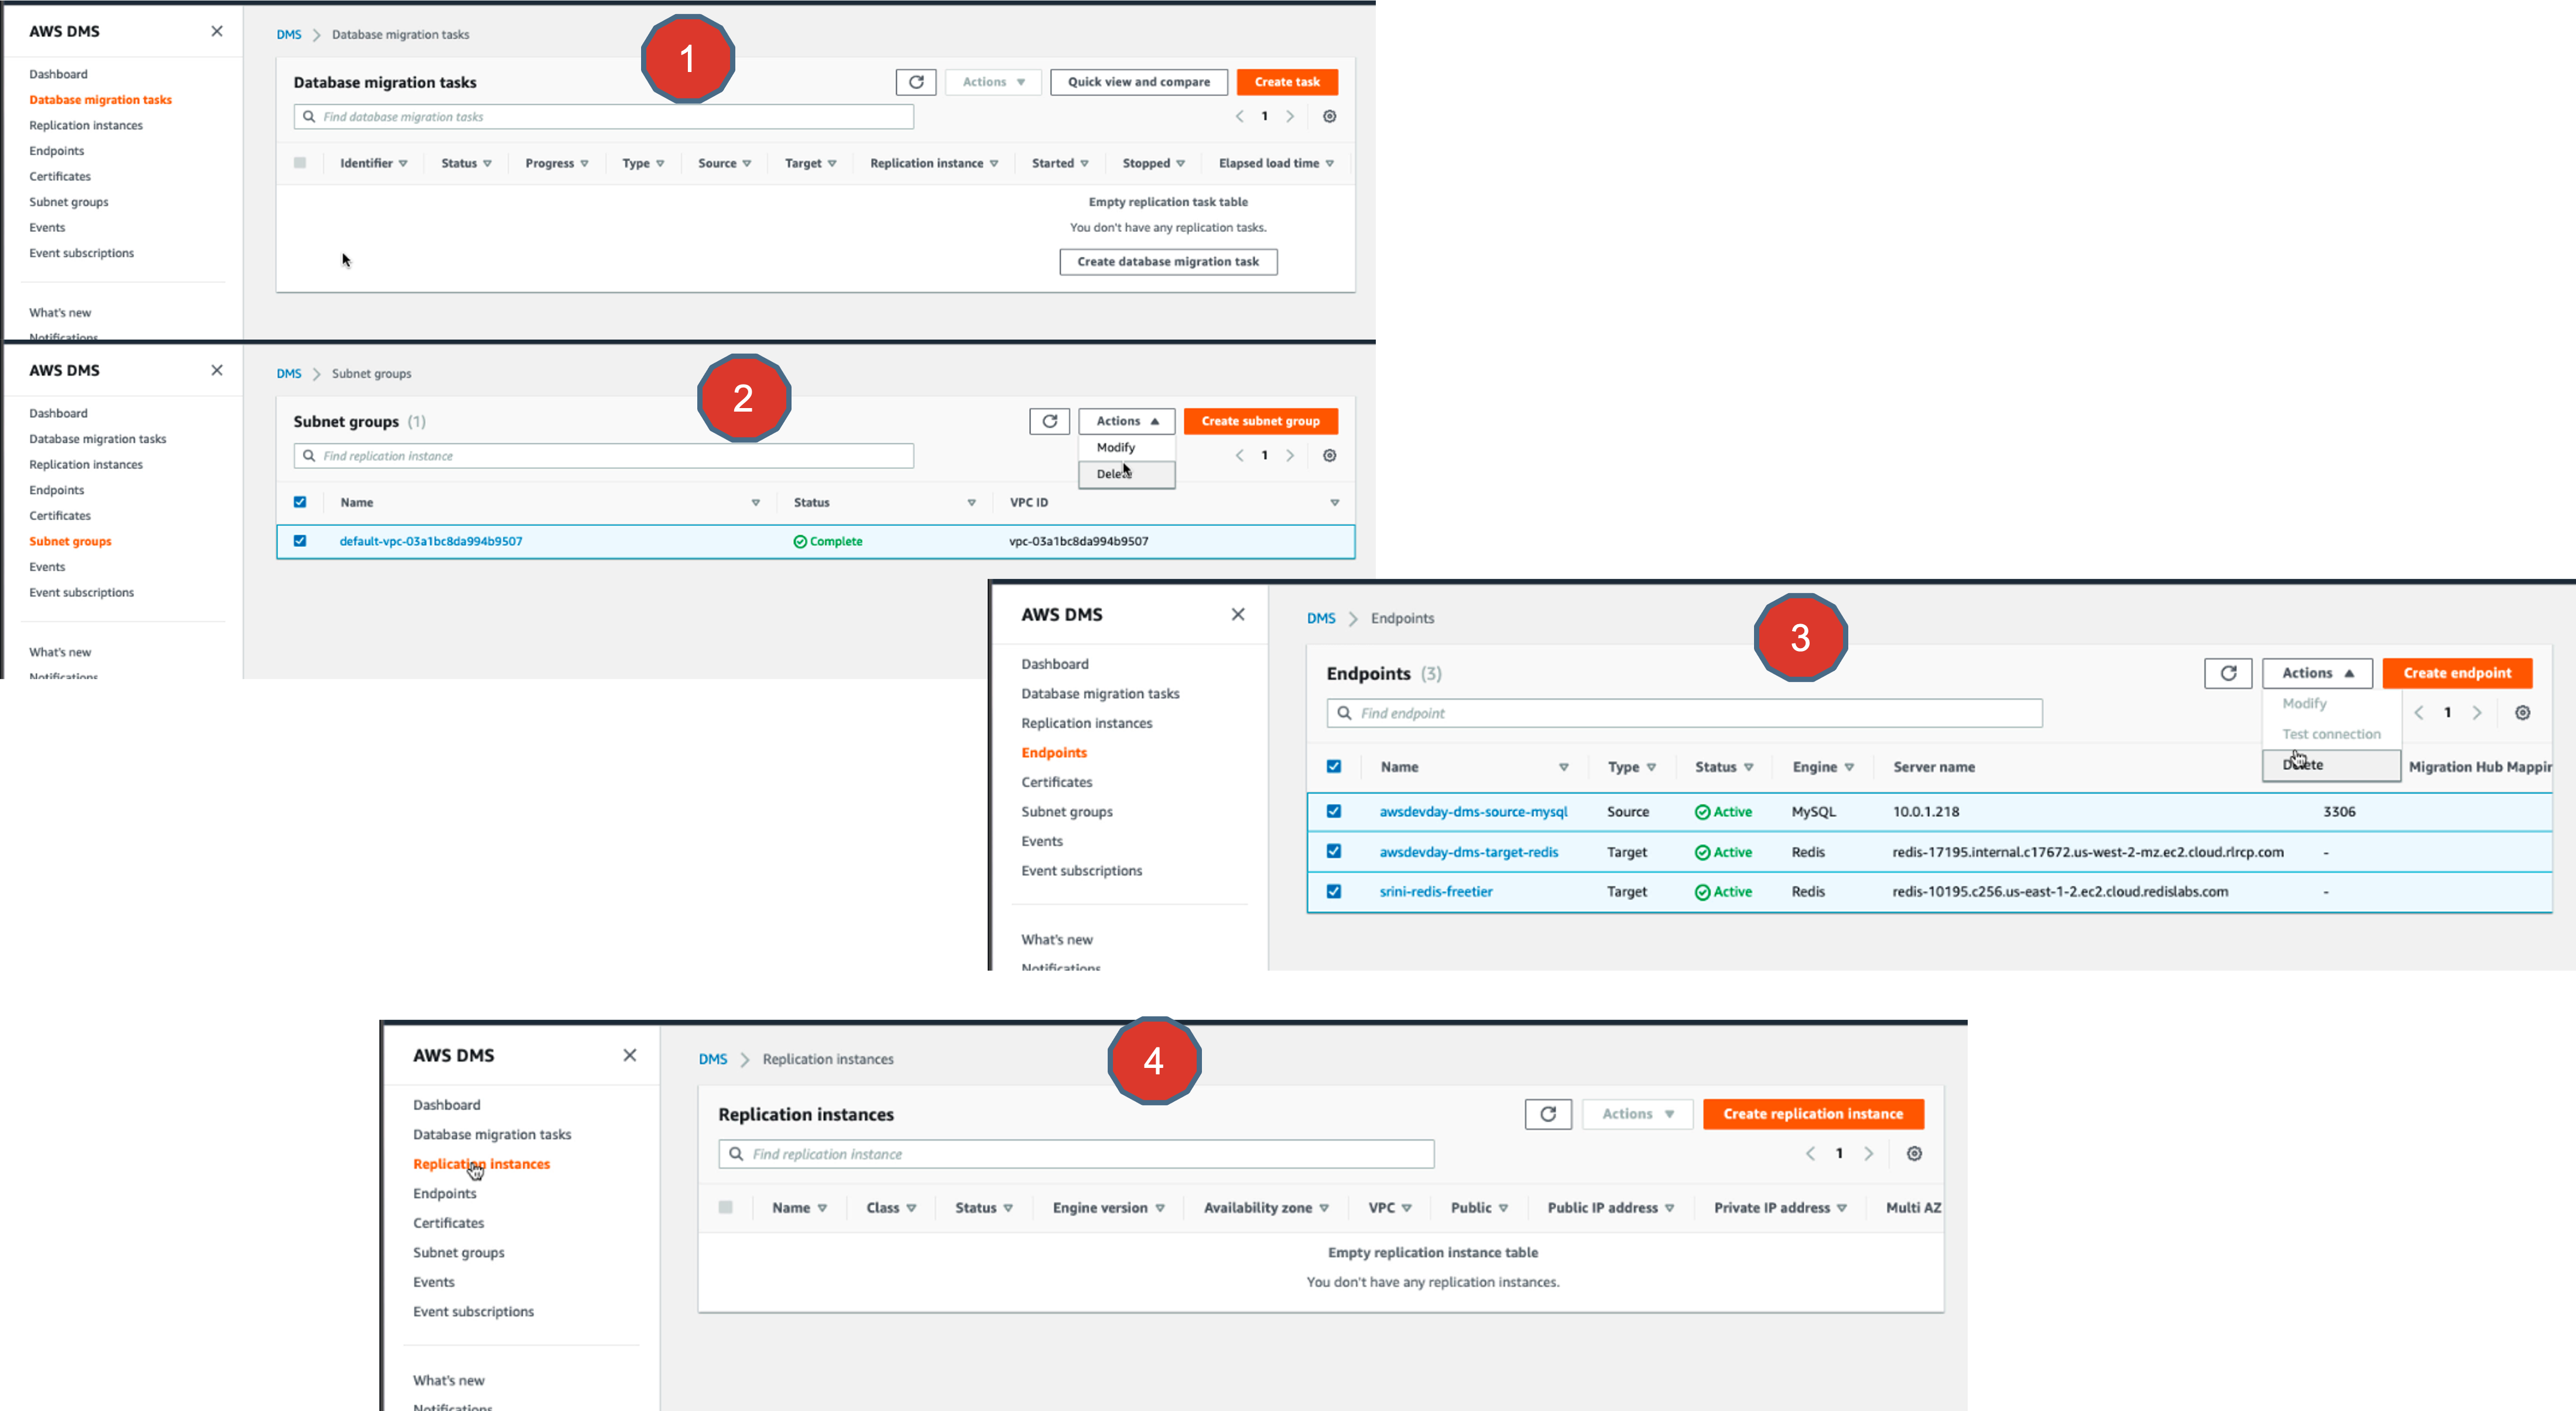 AWS DMS
Dashboard
Database migration tasks
Replication instances
Endpoints
Certificates
Subnet groups
Events
Event subscriptions
What's new
Notifications
DMS > Database migration tasks
1
Database migration tasks
Actions
Quick view and compare
Create task
Find database migration tasks
1
Identifier Status Progress Type Source Target Replication instance Started Stopped Elapsed load time
Empty replication task table
You don't have any replication tasks.
Create database migration task
AWS DMS
Dashboard
Database migration tasks
Replication instances
Endpoints
Certificates
Subnet groups
Events
Event subscriptions
What's new
Notifications
DMS > Subnet groups
2
Subnet groups (1)
Actions
Create subnet group
Modify
Delete
Find replication instance
1
Name Status VPC ID
default-vpc-03a1bc8da994b9507 Complete vpc-03a1bc8da994b9507
AWS DMS
Dashboard
Database migration tasks
Replication instances
Endpoints
Certificates
Subnet groups
Events
Event subscriptions
What's new
Notifications
DMS > Endpoints
3
Endpoints (3)
Actions
Create endpoint
Modify
Test connection
Delete
Find endpoint
1
Name Type Status Engine Server name Migration Hub Mappin
awsdevday-dms-source-mysql Source Active MySQL 10.0.1.218 3306
awsdevday-dms-target-redis Target Active Redis redis-17195.internal.c17672.us-west-2-mz.ec2.cloud.rlrcp.com -
srini-redis-freetier Target Active Redis redis-10195.c256.us-east-1-2.ec2.cloud.redislabs.com -
AWS DMS
Dashboard
Database migration tasks
Replication instances
Endpoints
Certificates
Subnet groups
Events
Event subscriptions
What's new
Notifications
DMS > Replication instances
4
Replication instances
Actions
Create replication instance
Find replication instance
1
Name Class Status Engine version Availability zone VPC Public Public IP address Private IP address Multi AZ
Empty replication instance table
You don't have any replication instances.